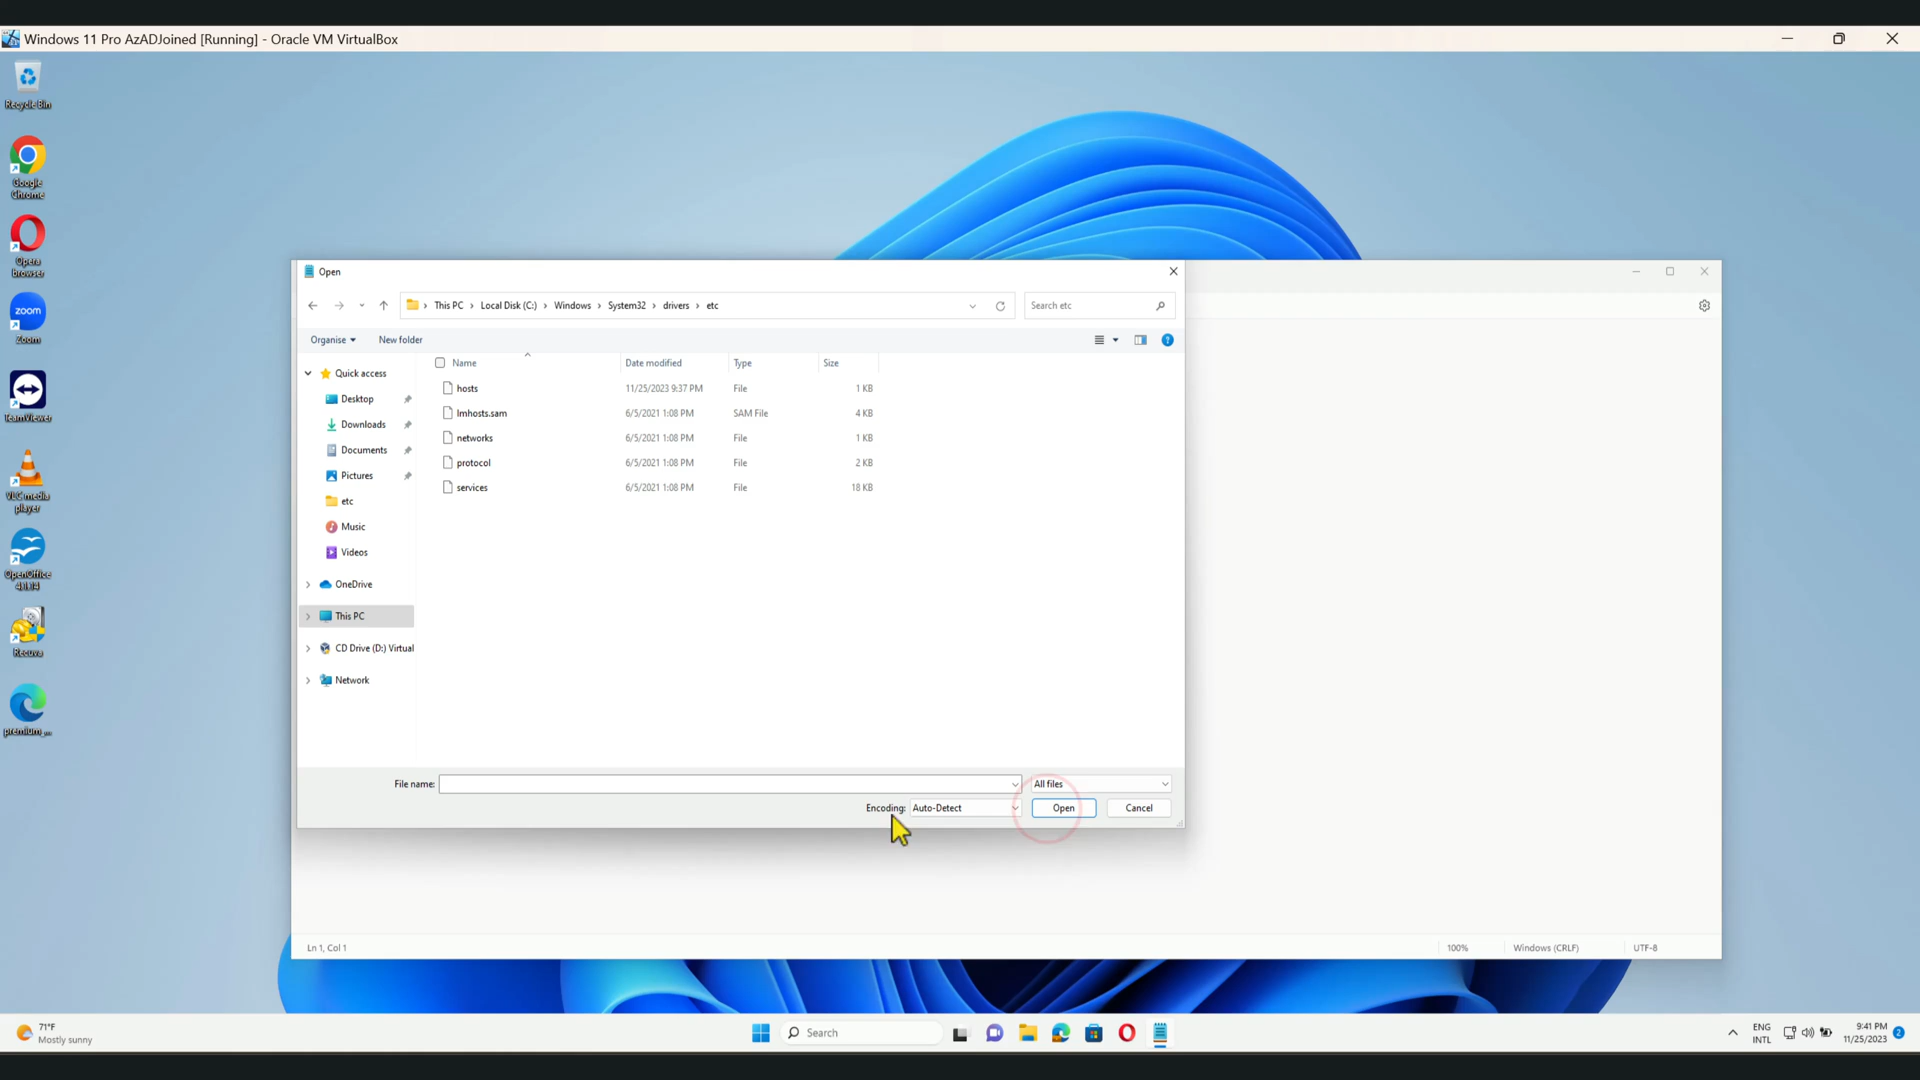 Windows 11 Pro AzADJoined [Running] - Oracle VM VirtualBox
Recycle Bin
Google
Chrome
Opera
browser
zoom
Zoom
TeamViewer
VLC media
player
OpenOffice
4.1.14
Recuva
premium_...
Open
This PC > Local Disk (C:) > Windows > System32 > drivers > etc
Search etc
Organise
New folder
Name
Date modified
Type
Size
hosts
11/25/2023 9:37 PM
File
1 KB
lmhosts.sam
6/5/2021 1:08 PM
SAM File
4 KB
networks
6/5/2021 1:08 PM
File
1 KB
protocol
6/5/2021 1:08 PM
File
2 KB
services
6/5/2021 1:08 PM
File
18 KB
Quick access
Desktop
Downloads
Documents
Pictures
etc
Music
Videos
OneDrive
This PC
CD Drive (D:) Virtual
Network
File name:
All files
Encoding:
Auto-Detect
Open
Cancel
Ln 1, Col 1
100%
Windows (CRLF)
UTF-8
71°F
Mostly sunny
Search
ENG
INTL
9:41 PM
11/25/2023
2